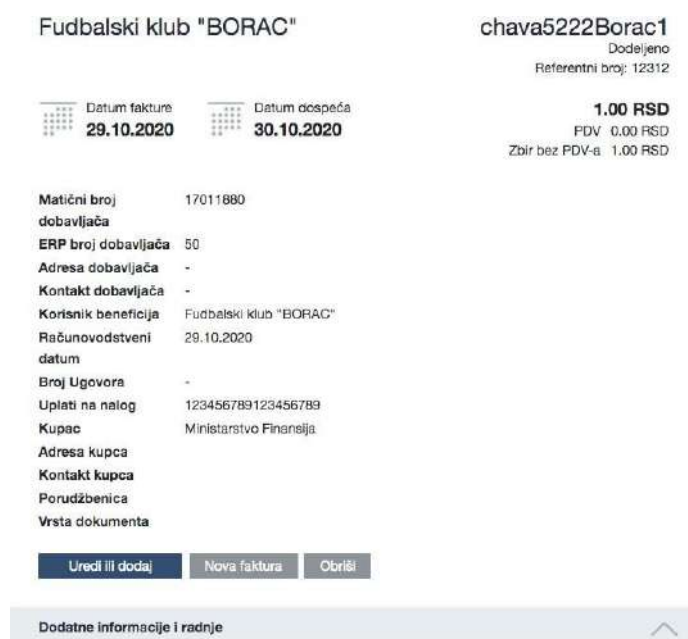 Fudbalski klub "BORAC"
chava5222Borac1
Dodeljeno
Referentni broj: 12312
Datum fakture
29.10.2020
Datum dospeća
30.10.2020
1.00 RSD
PDV 0.00 RSD
Zbir bez PDV-a 1.00 RSD
Matični broj 17011880
dobavljača
ERP broj dobavljača 50
Adresa dobavljača -
Kontakt dobavljača -
Korisnik beneficija Fudbalski klub "BORAC"
Računovodstveni 29.10.2020
datum
Broj Ugovora -
Uplati na nalog 123456789123456789
Kupac Ministarstvo Finansija
Adresa kupca
Kontakt kupca
Porudžbenica
Vrsta dokumenta
Uredi ili dodaj Nova faktura Obriši
Dodatne informacije i radnje